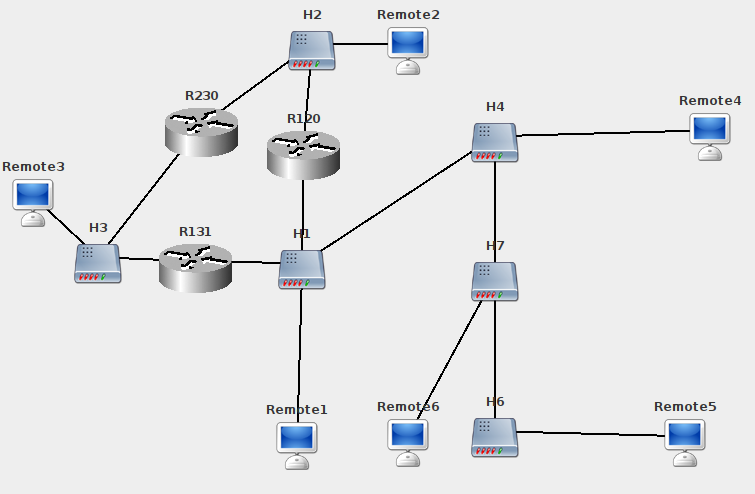 H2
Remote2
R230
R120
H4
Remote4
Remote3
H3
R131
H1
H7
Remote1
Remote6
H6
Remote5